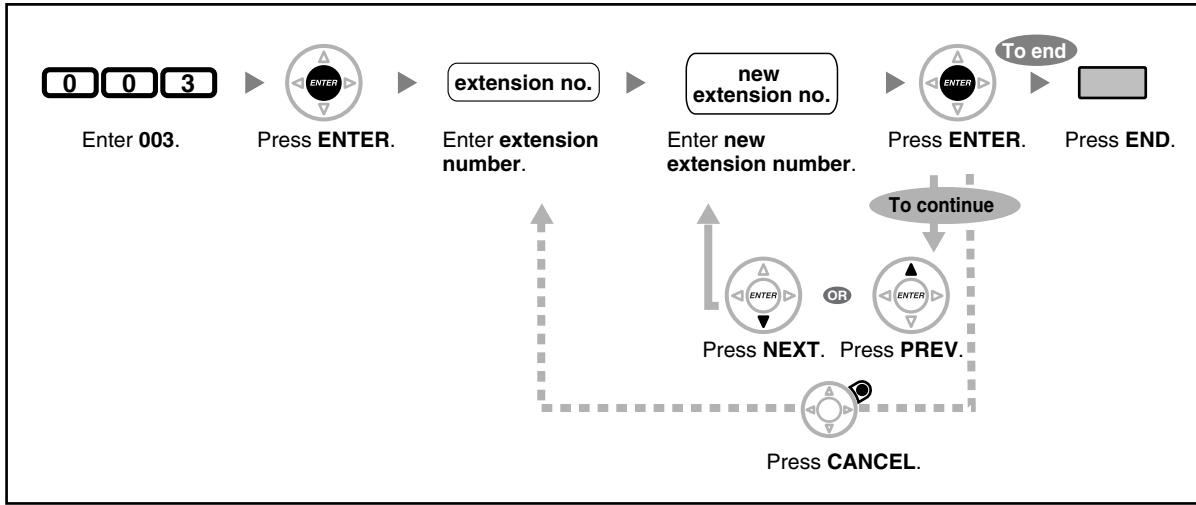 To end
0 0 3
ENTER
extension no.
new
extension no.
ENTER
Enter 003.
Press ENTER.
Enter extension
number.
Enter new
extension number.
Press ENTER.
Press END.
To continue
ENTER
OR
ENTER
Press NEXT.
Press PREV.
Press CANCEL.